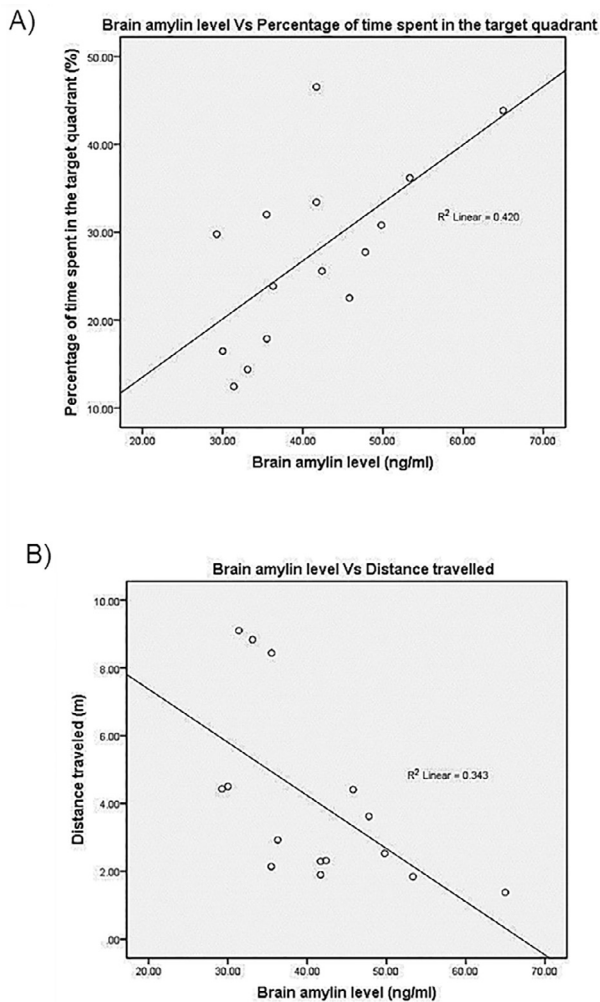 A)
Brain amylin level Vs Percentage of time spent in the target quadrant
Percentage of time spent in the target quadrant (%)
50.00
40.00
30.00
20.00
10.00
R² Linear = 0.420
20.00 30.00 40.00 50.00 60.00 70.00
Brain amylin level (ng/ml)
B)
Brain amylin level Vs Distance travelled
Distance traveled (m)
10.00
8.00
6.00
4.00
2.00
.00
R² Linear = 0.343
20.00 30.00 40.00 50.00 60.00 70.00
Brain amylin level (ng/ml)